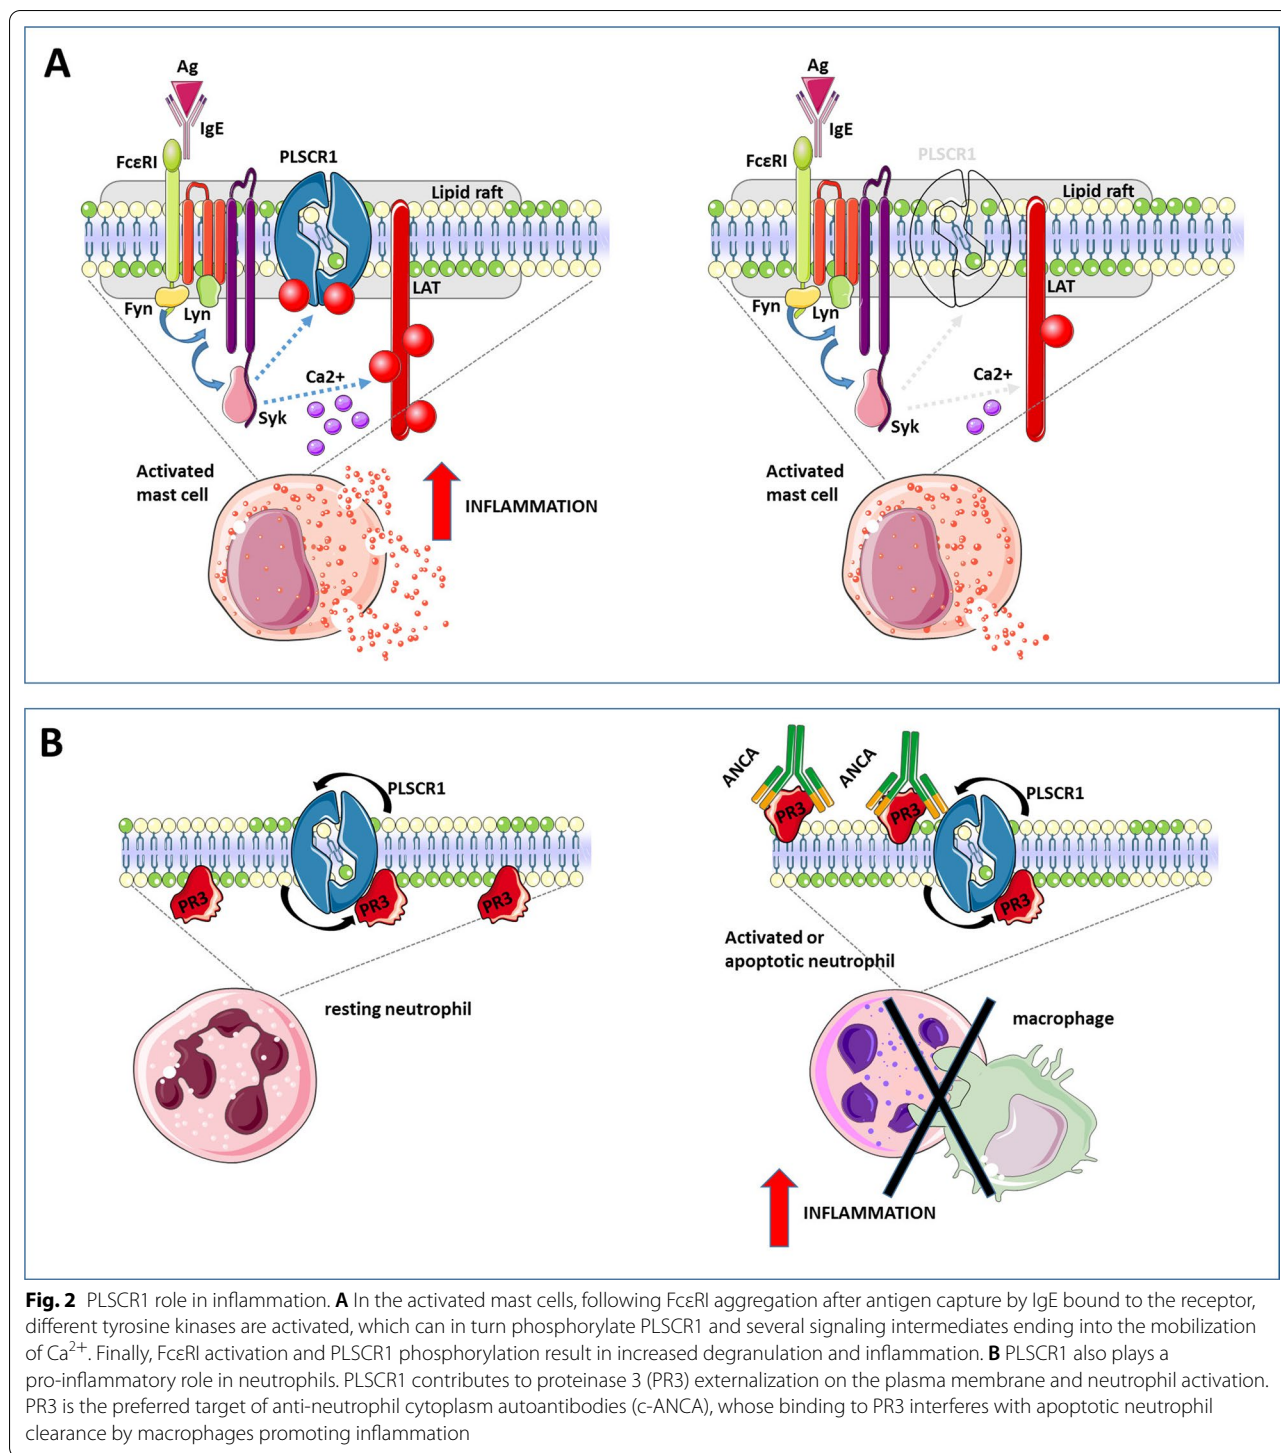 A
Ag
IgE
FcεRI
PLSCR1
Lipid raft
Fyn
Lyn
LAT
Ca2+
Syk
Activated
mast cell
INFLAMMATION
Ag
IgE
FcεRI
PLSCR1
Lipid raft
Fyn
Lyn
LAT
Ca2+
Syk
Activated
mast cell
B
PLSCR1
PR3
PR3
PR3
resting neutrophil
ANCA
ANCA
PR3
PR3
PLSCR1
PR3
Activated or
apoptotic neutrophil
macrophage
INFLAMMATION
Fig. 2 PLSCR1 role in inflammation. A In the activated mast cells, following FcεRI aggregation after antigen capture by IgE bound to the receptor,
different tyrosine kinases are activated, which can in turn phosphorylate PLSCR1 and several signaling intermediates ending into the mobilization
of Ca2+. Finally, FcεRI activation and PLSCR1 phosphorylation result in increased degranulation and inflammation. B PLSCR1 also plays a
pro-inflammatory role in neutrophils. PLSCR1 contributes to proteinase 3 (PR3) externalization on the plasma membrane and neutrophil activation.
PR3 is the preferred target of anti-neutrophil cytoplasm autoantibodies (c-ANCA), whose binding to PR3 interferes with apoptotic neutrophil
clearance by macrophages promoting inflammation